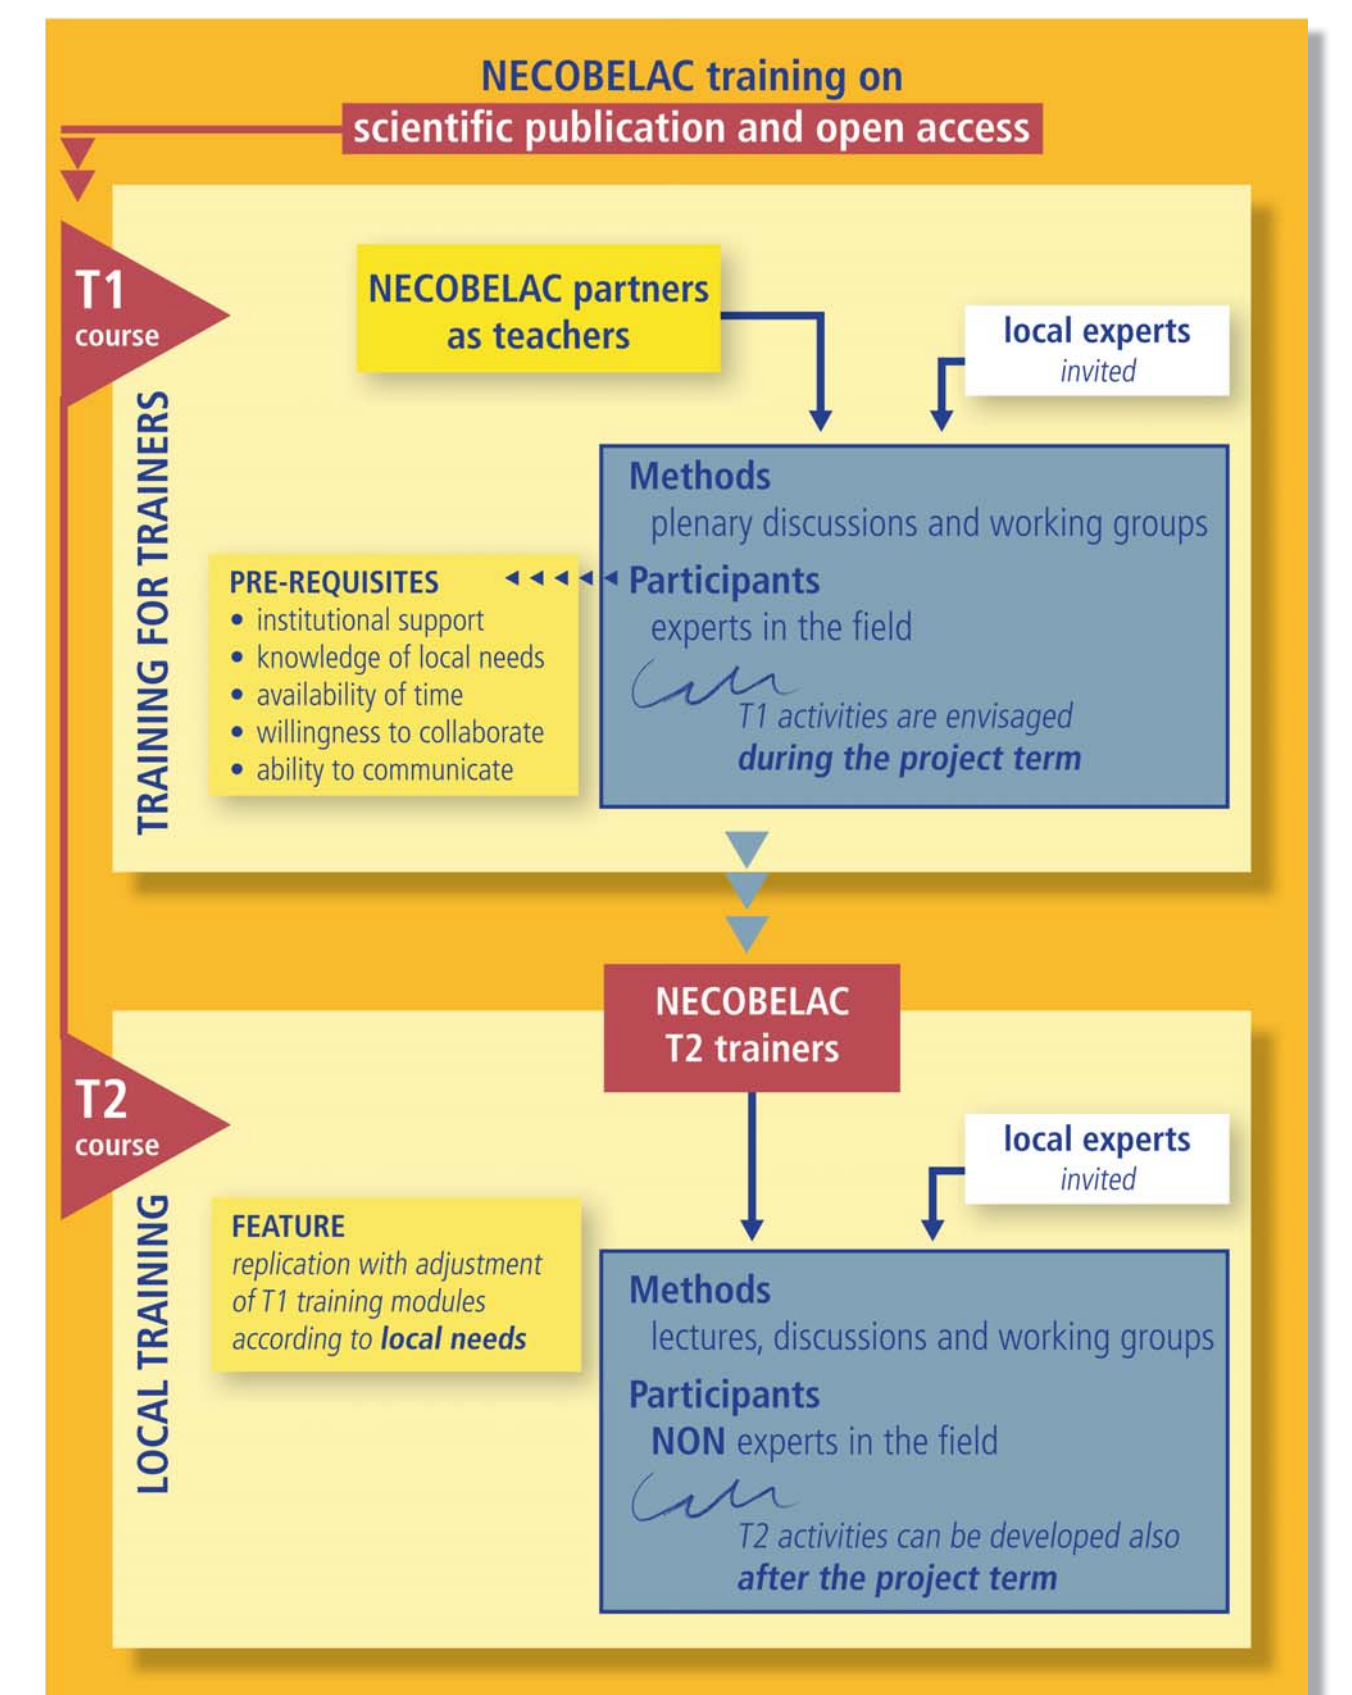 NECOBELAC training on
scientific publication and open access
T1
course
TRAINING FOR TRAINERS
NECOBELAC partners
as teachers
local experts
invited
Methods
plenary discussions and working groups
Participants
experts in the field
T1 activities are envisaged
during the project term
PRE-REQUISITES
• institutional support
• knowledge of local needs
• availability of time
• willingness to collaborate
• ability to communicate
NECOBELAC
T2 trainers
T2
course
LOCAL TRAINING
local experts
invited
FEATURE
replication with adjustment
of T1 training modules
according to local needs
Methods
lectures, discussions and working groups
Participants
NON experts in the field
T2 activities can be developed also
after the project term